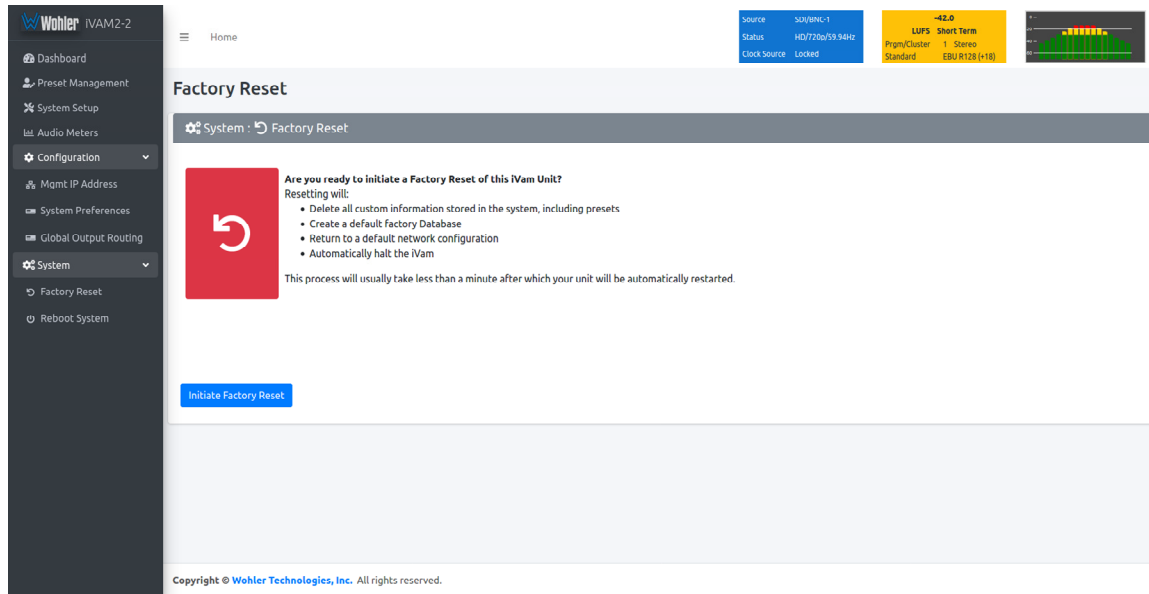 Wohler iVAM2-2
Dashboard
Preset Management
System Setup
Audio Meters
Configuration
Mgmt IP Address
System Preferences
Global Output Routing
System
Factory Reset
Reboot System
Home
Source SDI/BNC-1
Status HD/720p/59.94Hz
Clock Source Locked
-42.0
LUFS Short Term
Prgm/Cluster 1 Stereo
Standard EBU R128 (+18)
Factory Reset
System : Factory Reset
Are you ready to initiate a Factory Reset of this iVam Unit?
Resetting will:
• Delete all custom information stored in the system, including presets
• Create a default factory Database
• Return to a default network configuration
• Automatically halt the iVam
This process will usually take less than a minute after which your unit will be automatically restarted.
Initiate Factory Reset
Copyright © Wohler Technologies, Inc. All rights reserved.